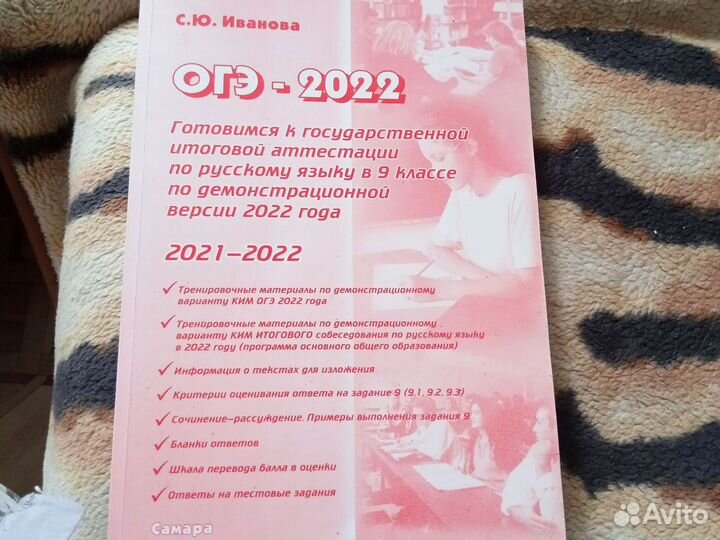 С.Ю. Иванова
ОГЭ - 2022
Готовимся к государственной
итоговой аттестации
по русскому языку в 9 классе
по демонстрационной
версии 2022 года
2021–2022
Тренировочные материалы по демонстрационному
варианту КИМ ОГЭ 2022 года
Тренировочные материалы по демонстрационному
варианту КИМ ИТОГОВОГО собеседования по русскому языку
в 2022 году (программа основного общего образования)
Информация о текстах для изложения
Критерии оценивания ответа на задание 9 (9.1, 9.2, 9.3)
Сочинение–рассуждение. Примеры выполнения задания 9
Бланки ответов
Шкала перевода балла в оценки
Ответы на тестовые задания
Самара
Avito